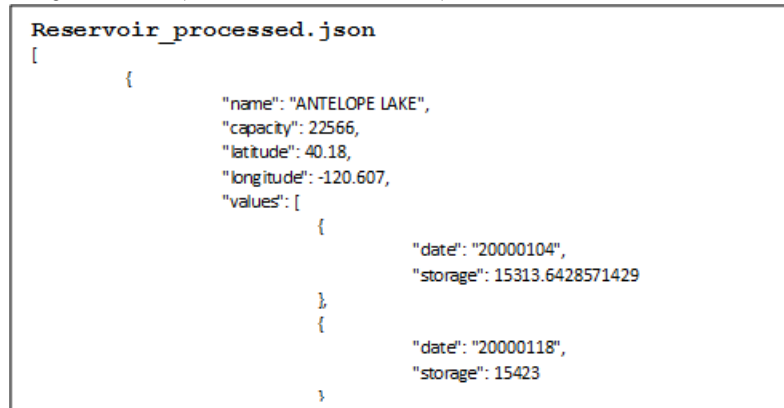 Reservoir_processed.json
[
{
"name": "ANTELOPE LAKE",
"capacity": 22566,
"latitude": 40.18,
"longitude": -120.607,
"values": [
{
"date": "20000104",
"storage": 15313.6428571429
},
{
"date": "20000118",
"storage": 15423
}